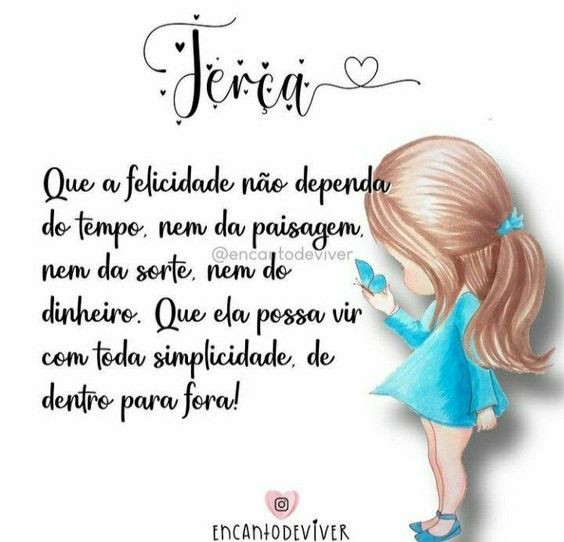 Terça
Que a felicidade não dependa
do tempo, nem da paisagem,
@encantodeviver
nem da sorte, nem do
dinheiro. Que ela possa vir
com toda simplicidade, de
dentro para fora!
ENCANTODEVIVER